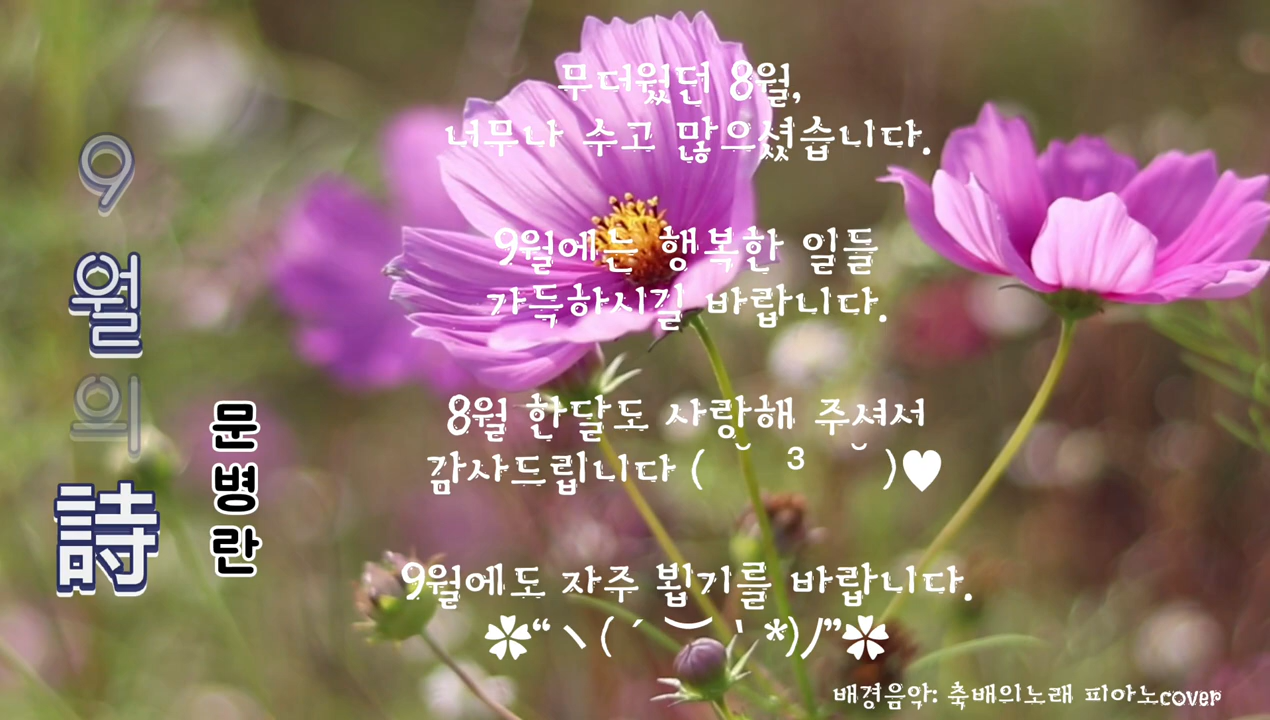 9월의 詩
문병란
무더웠던 8월,
너무나 수고 많으셨습니다.
9월에는 행복한 일들
가득하시길 바랍니다.
8월 한달도 사랑해 주셔서
감사드립니다 ( ˘ ³ ˘ )♥
9월에도 자주 뵙기를 바랍니다.
✿“ヽ(´⌣`*)ノ”✿
배경음악: 축배의노래 피아노cover